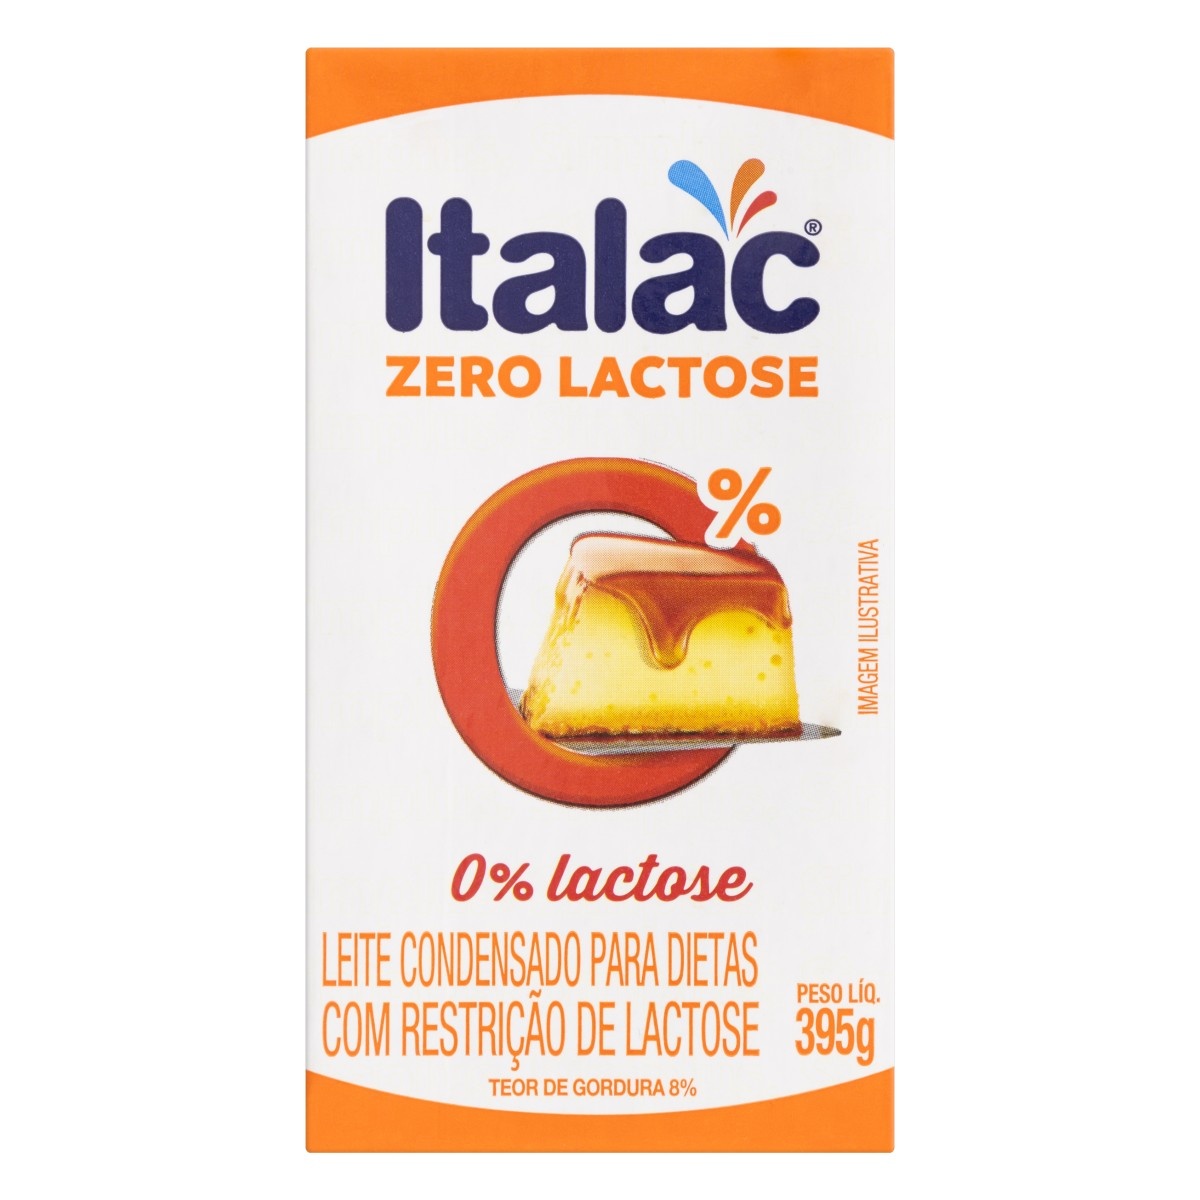 Italac®
ZERO LACTOSE
0%
IMAGEM ILUSTRATIVA
0% lactose
LEITE CONDENSADO PARA DIETAS
COM RESTRIÇÃO DE LACTOSE
PESO LÍQ.
395g
TEOR DE GORDURA 8%